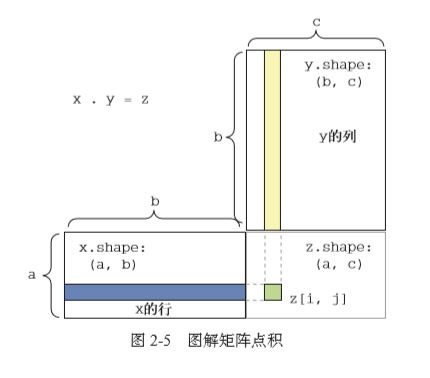 c
y.shape:
(b, c)
x . y = z
b
y的列
b
x.shape:
(a, b)
z.shape:
(a, c)
a
z[i, j]
x的行
图 2-5 图解矩阵点积